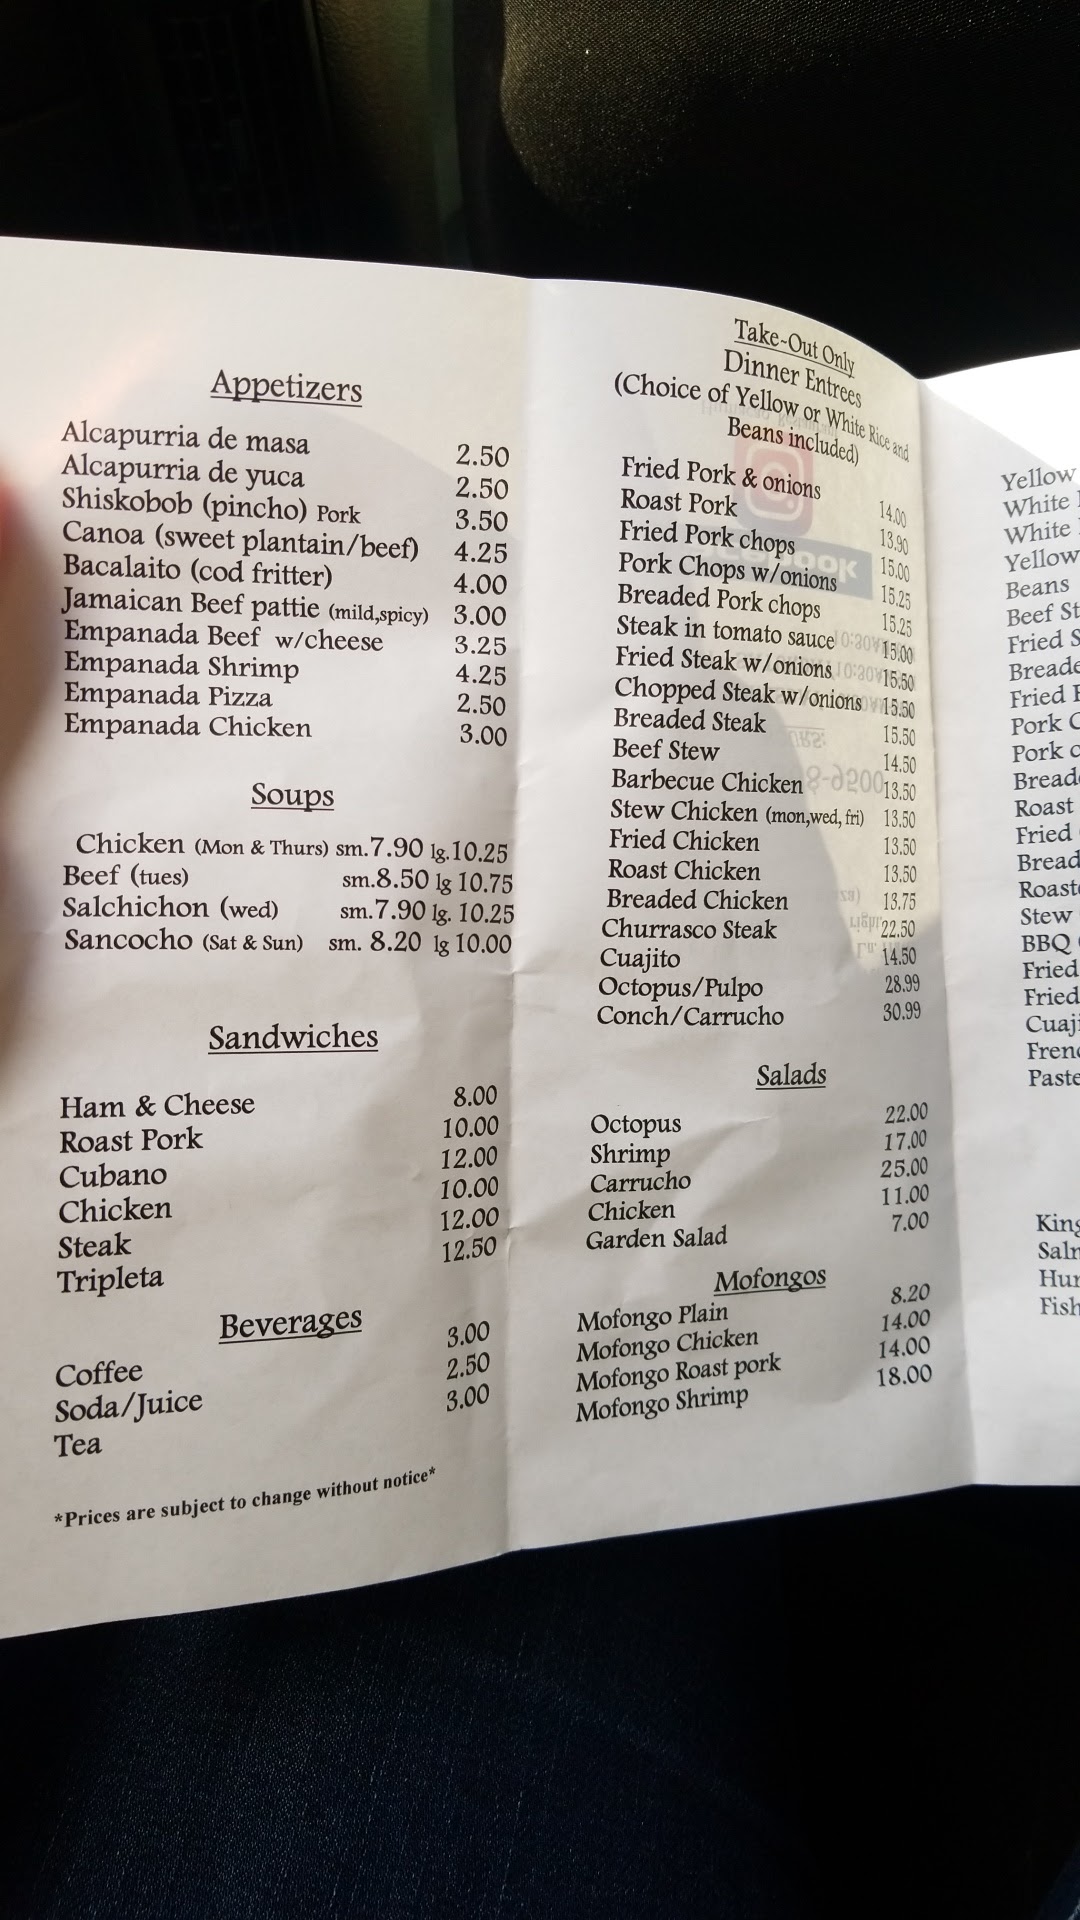 Appetizers
Alcapurria de masa 2.50
Alcapurria de yuca 2.50
Shiskobob (pincho) Pork 3.50
Canoa (sweet plantain/beef) 4.25
Bacalaito (cod fritter) 4.00
Jamaican Beef pattie (mild,spicy) 3.00
Empanada Beef w/cheese 3.25
Empanada Shrimp 4.25
Empanada Pizza 2.50
Empanada Chicken 3.00
Soups
Chicken (Mon & Thurs) sm.7.90 lg.10.25
Beef (tues) sm.8.50 lg 10.75
Salchichon (wed) sm.7.90 lg. 10.25
Sancocho (Sat & Sun) sm. 8.20 lg 10.00
Sandwiches
Ham & Cheese 8.00
Roast Pork 10.00
Cubano 12.00
Chicken 10.00
Steak 12.00
Tripleta 12.50
Beverages
Coffee 3.00
Soda/Juice 2.50
Tea 3.00
*Prices are subject to change without notice*
Take-Out Only
Dinner Entrees
(Choice of Yellow or White Rice and
Beans included)
Fried Pork & onions 14.00
Roast Pork 13.90
Fried Pork chops 15.00
Pork Chops w/onions 15.25
Breaded Pork chops 15.25
Steak in tomato sauce 15.00
Fried Steak w/onions 15.50
Chopped Steak w/onions 15.50
Breaded Steak 15.50
Beef Stew 14.50
Barbecue Chicken 13.50
Stew Chicken (mon,wed, fri) 13.50
Fried Chicken 13.50
Roast Chicken 13.50
Breaded Chicken 13.75
Churrasco Steak 22.50
Cuajito 14.50
Octopus/Pulpo 28.99
Conch/Carrucho 30.99
Salads
Octopus 22.00
Shrimp 17.00
Carrucho 25.00
Chicken 11.00
Garden Salad 7.00
Mofongos
Mofongo Plain 8.20
Mofongo Chicken 14.00
Mofongo Roast pork 14.00
Mofongo Shrimp 18.00
Yellow
White
White
Yellow
Beans
Beef
Fried
Pork
Pork
Roast
Fried
Stew
BBQ
Fried
Fried